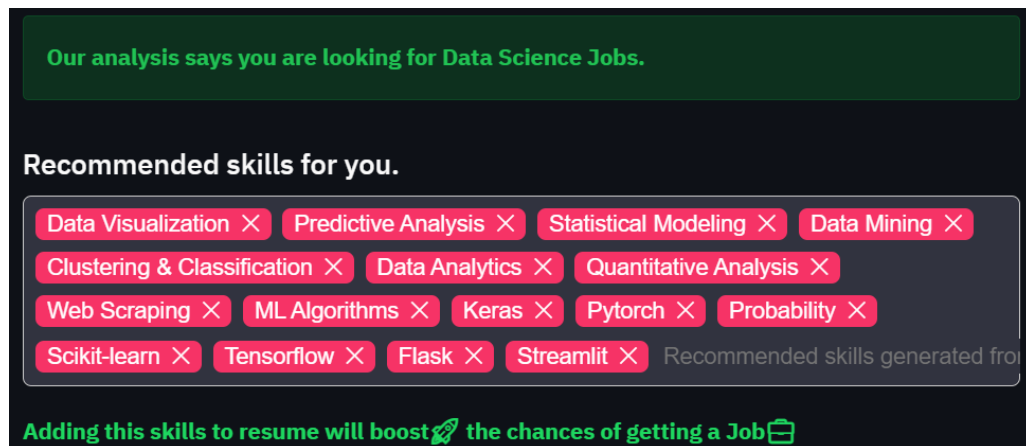 Our analysis says you are looking for Data Science Jobs.
Recommended skills for you.
Data Visualization Predictive Analysis Statistical Modeling Data Mining
Clustering & Classification Data Analytics Quantitative Analysis
Web Scraping ML Algorithms Keras Pytorch Probability
Scikit-learn Tensorflow Flask Streamlit Recommended skills generated
Adding this skills to resume will boost🚀 the chances of getting a Job💼